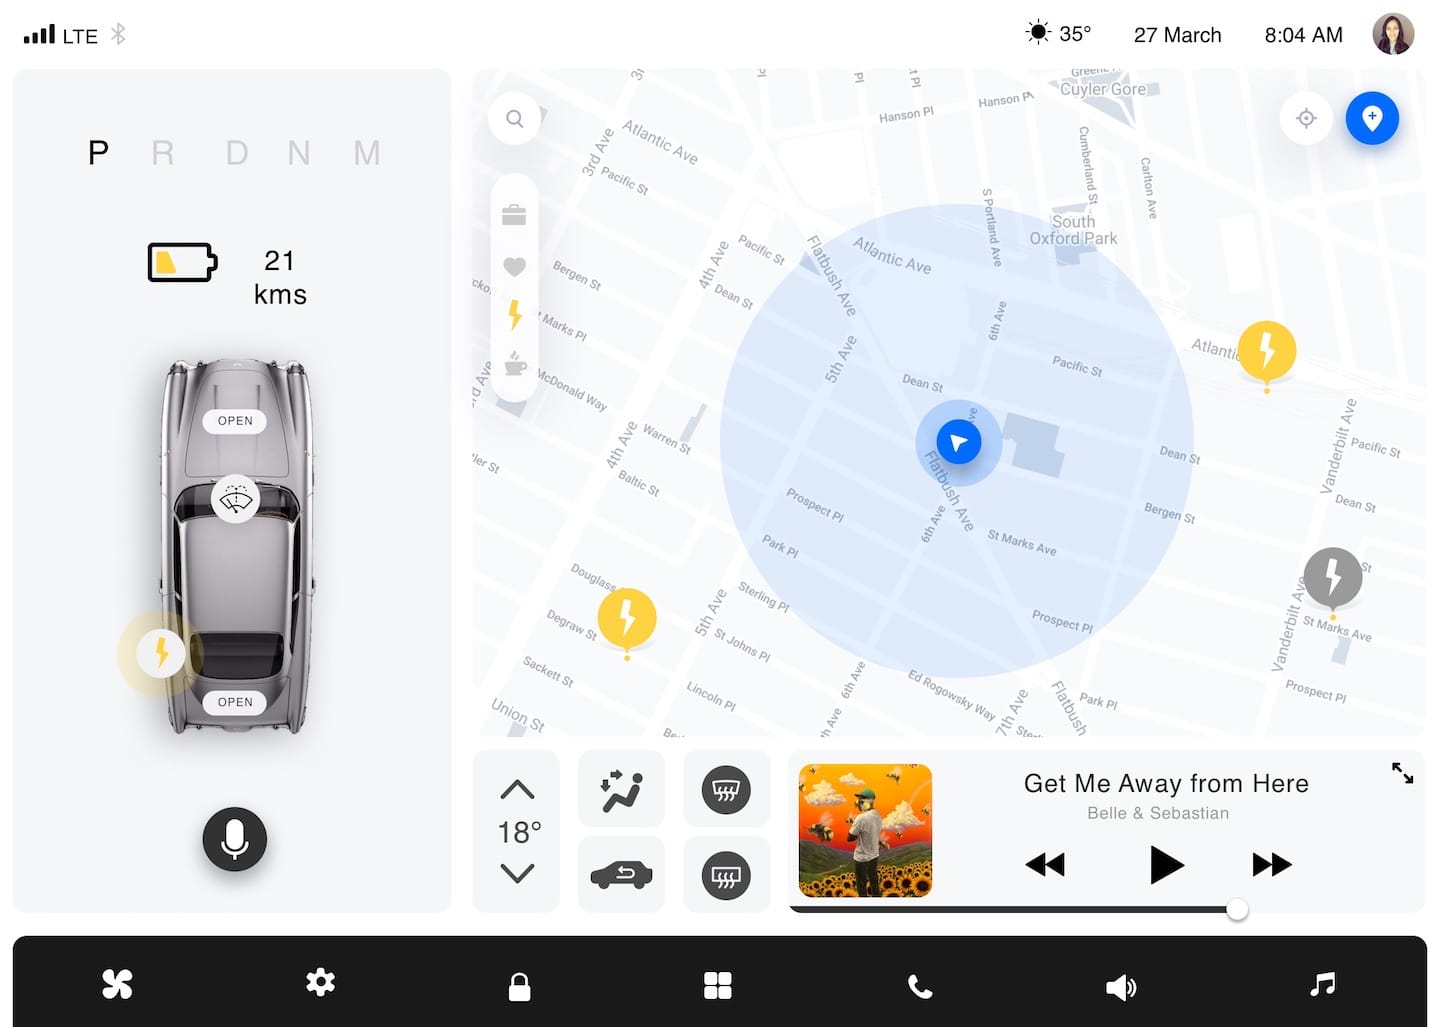 LTE
35°
27 March
8:04 AM
P R D N M
21
kms
OPEN
OPEN
Hanson Pl
Hanson Pl
Cuyler Gore
3rd Ave
Atlantic Ave
Pacific St
Cumberland St
Carlton Ave
S Portland Ave
South
Oxford Park
4th Ave
Pacific St
Flatbush Ave
Atlantic Ave
Bergen St
Dean St
St Marks Pl
5th Ave
6th Ave
Pacific St
Atlantic
Dean St
McDonald Way
4th Ave
Warren St
Baltic St
Flatbush Ave
6th Ave
Dean St
Bergen St
Vanderbilt Ave
Pacific St
Dean St
Prospect Pl
Park Pl
St Marks Ave
Douglass
Degraw St
Sackett St
Union St
5th Ave
Sterling Pl
St Johns Pl
Lincoln Pl
6th Ave
Prospect Pl
Ed Rogowsky Way
7th Ave
Flatbush
Park Pl
Vanderbilt Ave
St
St Marks Ave
Prospect Pl
18°
Get Me Away from Here
Belle & Sebastian